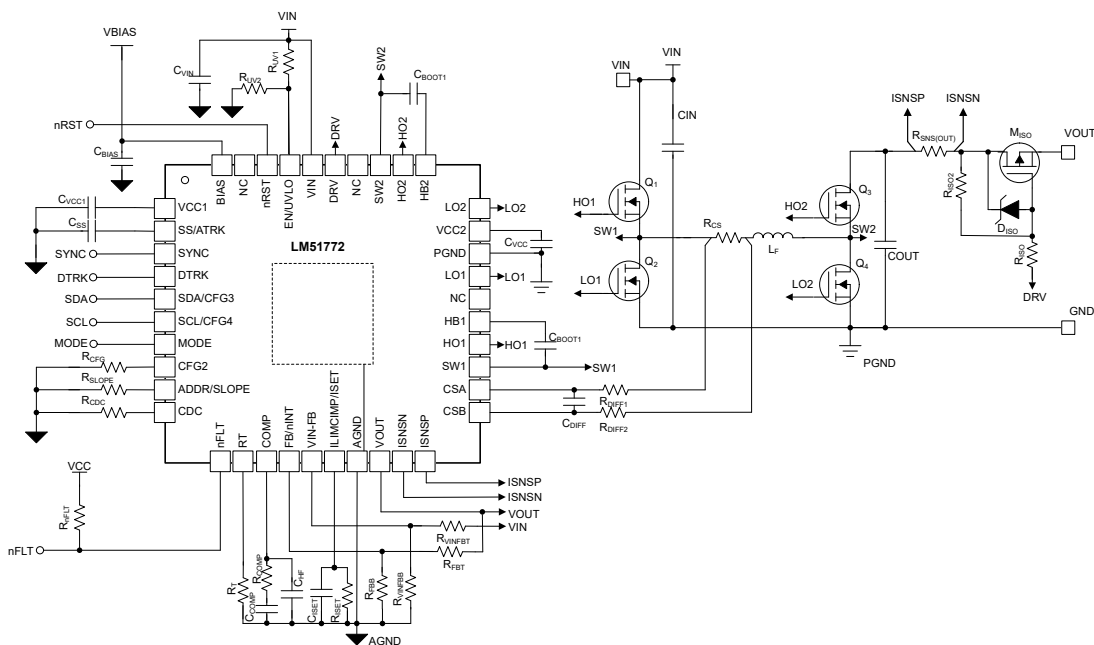 VIN
VBIAS
CVIN
RUV1
RUV2
SW2
CBOOT1
nRST
DRV
HO2
CBIAS
BIAS
NC
nRST
EN/UVLO
VIN
DRV
NC
SW2
HO2
HB2
LM51772
CVCC1
VCC1
CSS
SS/ATRK
SYNC
SYNC
DTRK
DTRK
SDA
SDA/CFG3
SCL
SCL/CFG4
MODE
MODE
RCFG
CFG2
RSLOPE
ADDR/SLOPE
RCDC
CDC
LO2
LO2
VCC2
CVCC
PGND
LO1
LO1
NC
HB1
CBOOT1
HO1
HO1
SW1
SW1
CSA
RDIFF1
CDIFF
CSB
RDIFF2
nFLT
RT
COMP
FB/nINT
VIN-FB
ILIMCIMP/ISET
AGND
VOUT
ISNSN
ISNSP
ISNSP
ISNSN
VOUT
VIN
RVINFBT
RFBT
VCC
RnFLT
nFLT
RT
RCOMP
CCOMP
CHF
CISET
RISET
RFBB
RVINFBB
AGND
VIN
VIN
CIN
Q1
HO1
SW1
Q2
LO1
RCS
LF
Q3
HO2
SW2
Q4
LO2
COUT
PGND
ISNSP
ISNSN
RSNS(OUT)
MISO
VOUT
RISO2
DISO
RISO
DRV
GND